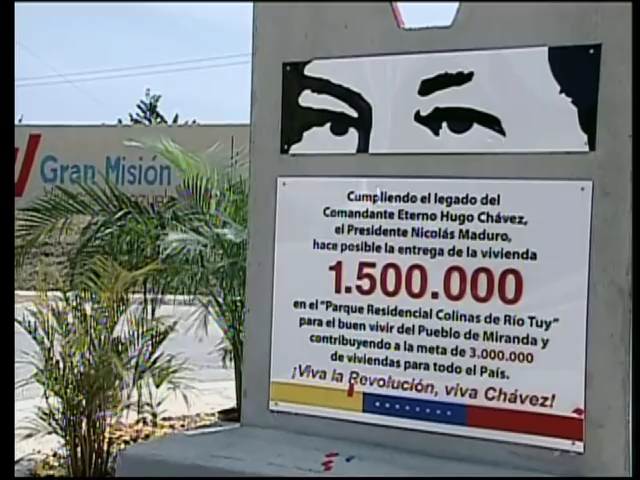 Gran Misión
Cumpliendo el legado del
Comandante Eterno Hugo Chávez,
el Presidente Nicolás Maduro,
hace posible la entrega de la vivienda
1.500.000
en el "Parque Residencial Colinas de Río Tuy"
para el buen vivir del Pueblo de Miranda y
contribuyendo a la meta de 3.000.000
de viviendas para todo el País.
¡Viva la Revolución, viva Chávez!